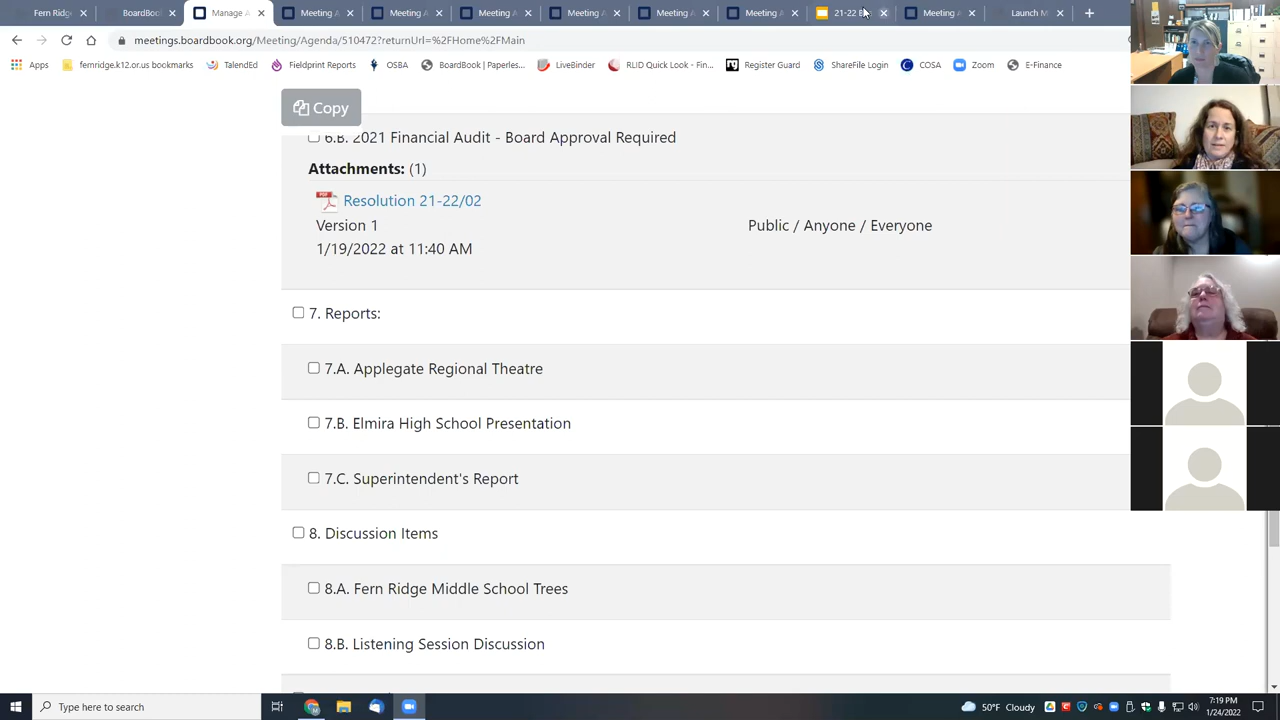 Fern Ridge
BoardBook
Manage A
Meeting A
Meeting A
Meeting
Meeting A
21-22 B
Meeting
Launch M
meetings.boardbook.org/Meeting/Agenda/510472?returnUrl=%2FHome%2FMain
Apps
fernridge.k12.or.us bookmarks
TalendEd
Fieldprint Reports
OSBA
BoardBook Paperles...
LiveBinder
RLID Quick Look - Fin...
Register Guard
ShareFile Login
COSA
Zoom
E-Finance
Copy
6.B. 2021 Financial Audit - Board Approval Required
Attachments: (1)
Resolution 21-22/02
Version 1
Public / Anyone / Everyone
1/19/2022 at 11:40 AM
7. Reports:
7.A. Applegate Regional Theatre
7.B. Elmira High School Presentation
7.C. Superintendent's Report
8. Discussion Items
8.A. Fern Ridge Middle School Trees
8.B. Listening Session Discussion
Type here to search
50°F Cloudy
7:19 PM
1/24/2022